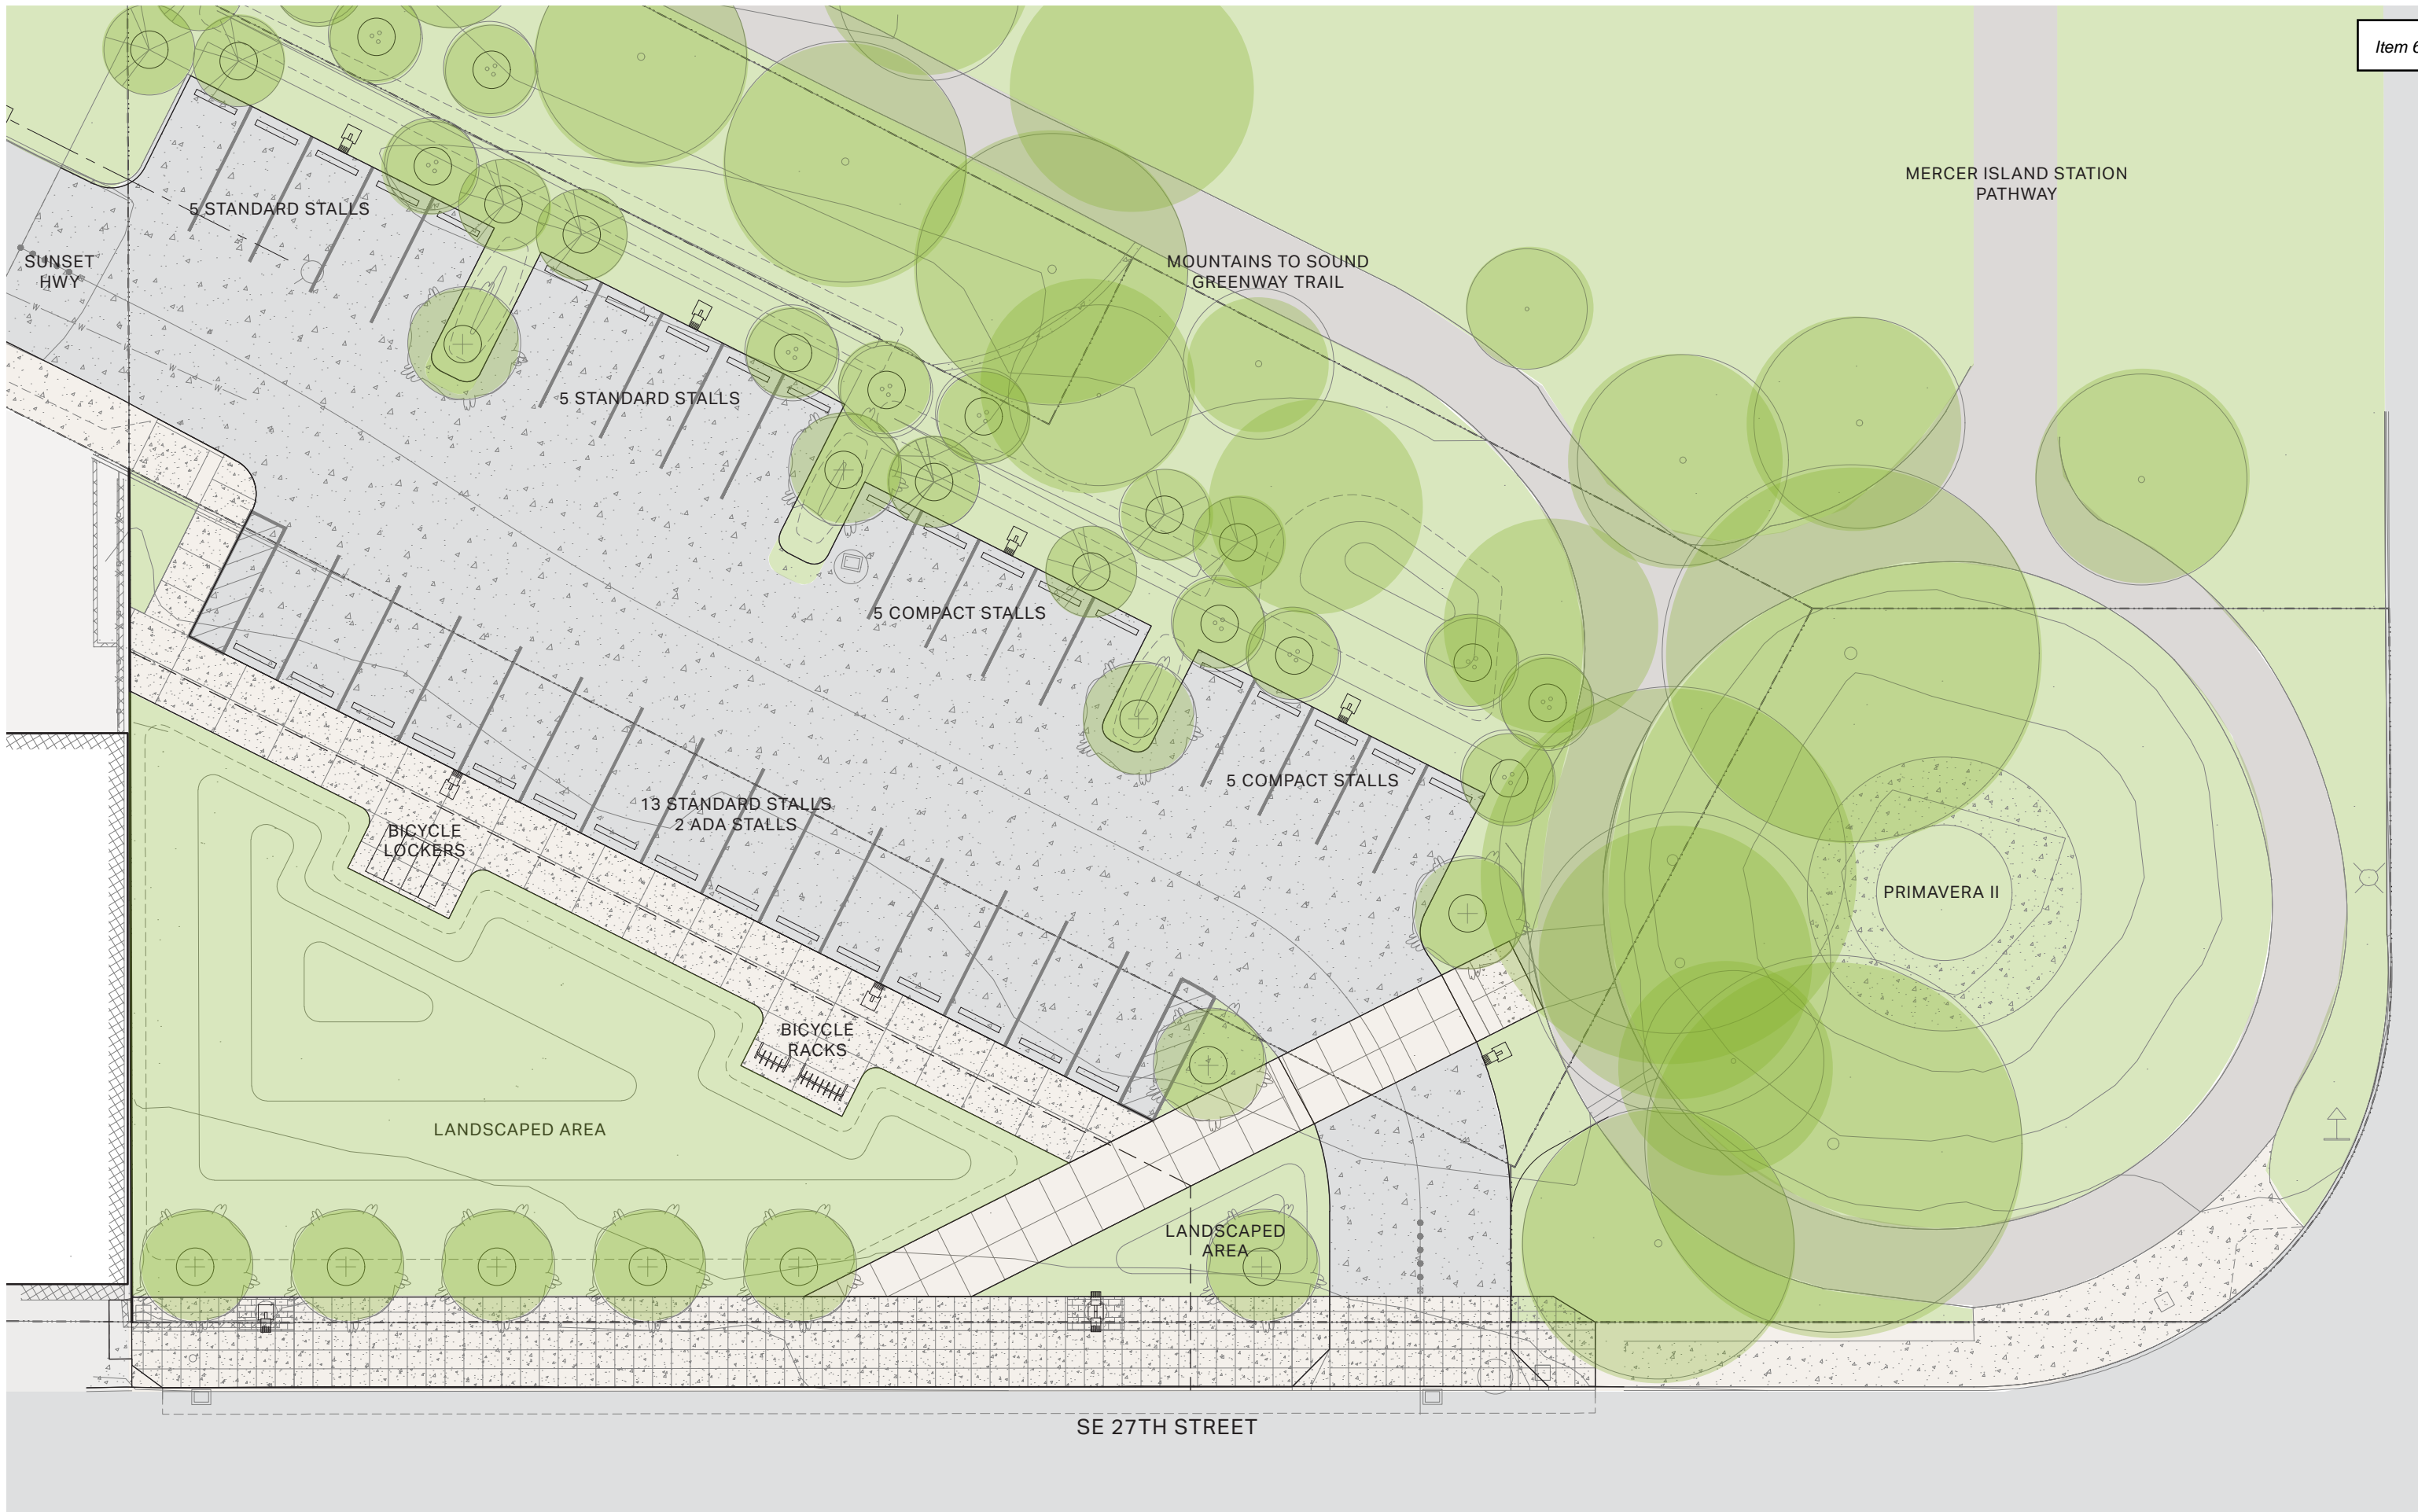 Item 6
MERCER ISLAND STATION
PATHWAY
5 STANDARD STALLS
SUNSET
HWY
MOUNTAINS TO SOUND
GREENWAY TRAIL
5 STANDARD STALLS
5 COMPACT STALLS
5 COMPACT STALLS
13 STANDARD STALLS
2 ADA STALLS
BICYCLE
LOCKERS
PRIMAVERA II
BICYCLE
RACKS
LANDSCAPED AREA
LANDSCAPED
AREA
SE 27TH STREET